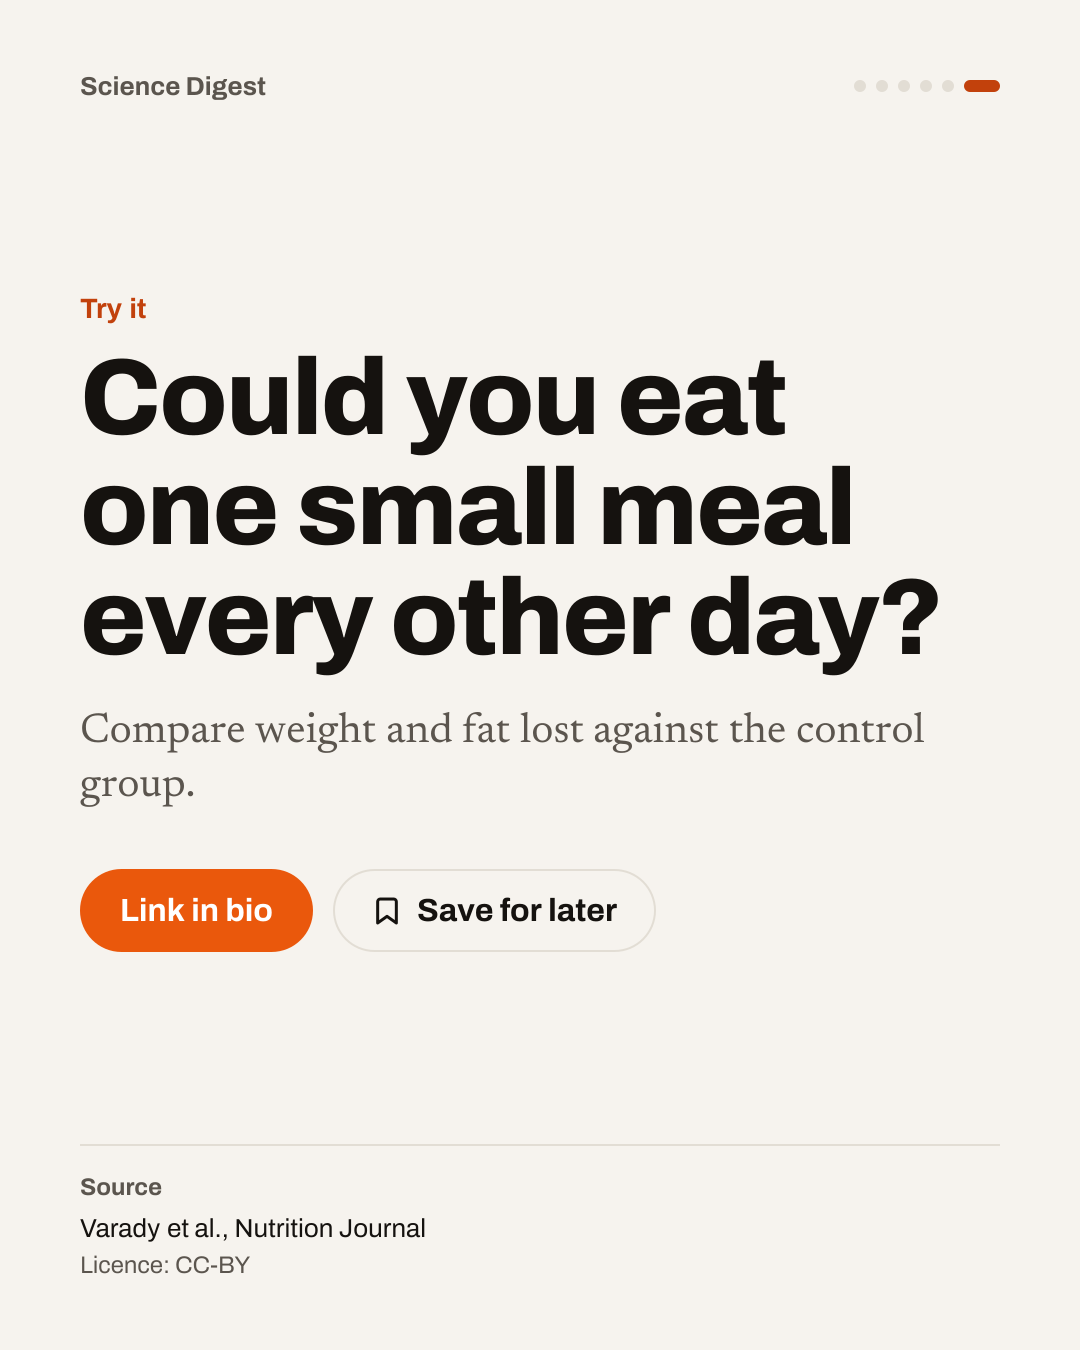 Science Digest
Try it
Could you eat
one small meal
every other day?
Compare weight and fat lost against the control
group.
Link in bio
Save for later
Source
Varady et al., Nutrition Journal
Licence: CC-BY